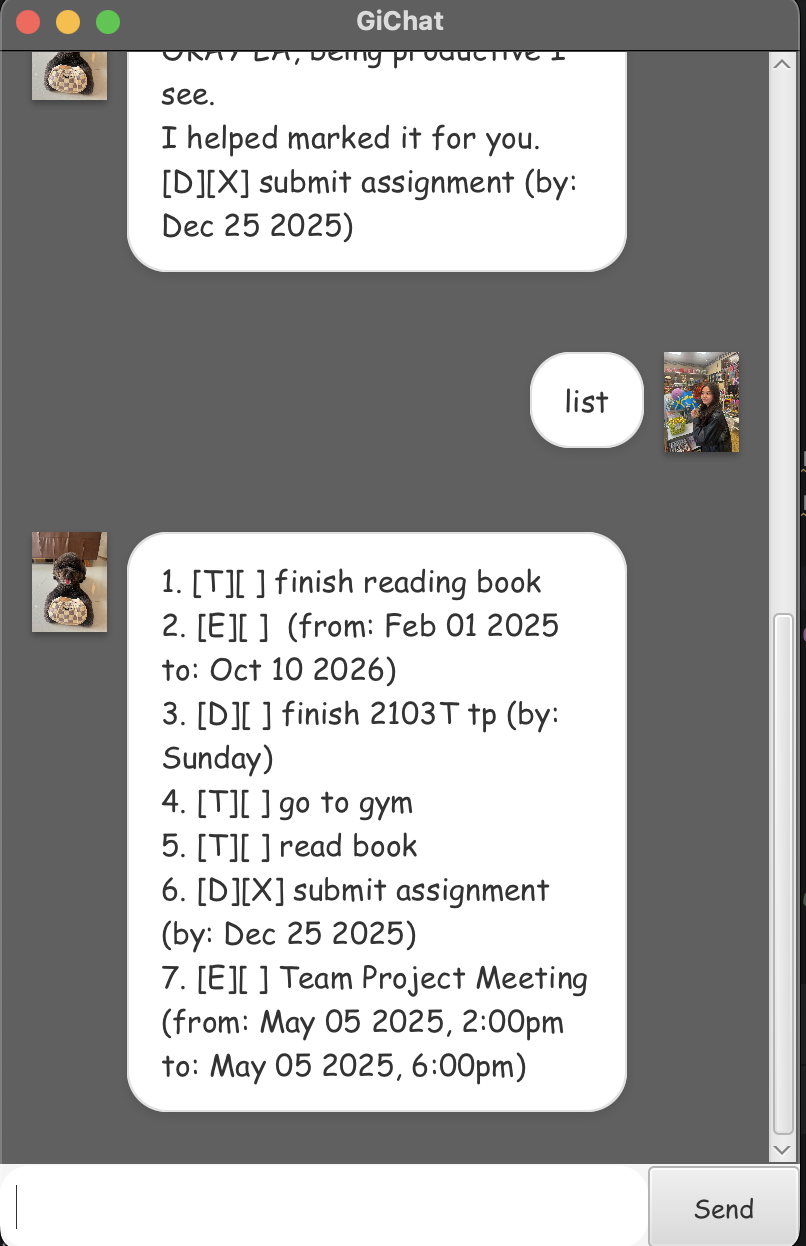 GiChat
OKAY LA, being productive I
see.
I helped marked it for you.
[D][X] submit assignment (by:
Dec 25 2025)
list
1. [T][ ] finish reading book
2. [E][ ]  (from: Feb 01 2025
to: Oct 10 2026)
3. [D][ ] finish 2103T tp (by:
Sunday)
4. [T][ ] go to gym
5. [T][ ] read book
6. [D][X] submit assignment
(by: Dec 25 2025)
7. [E][ ] Team Project Meeting
(from: May 05 2025, 2:00pm
to: May 05 2025, 6:00pm)
Send